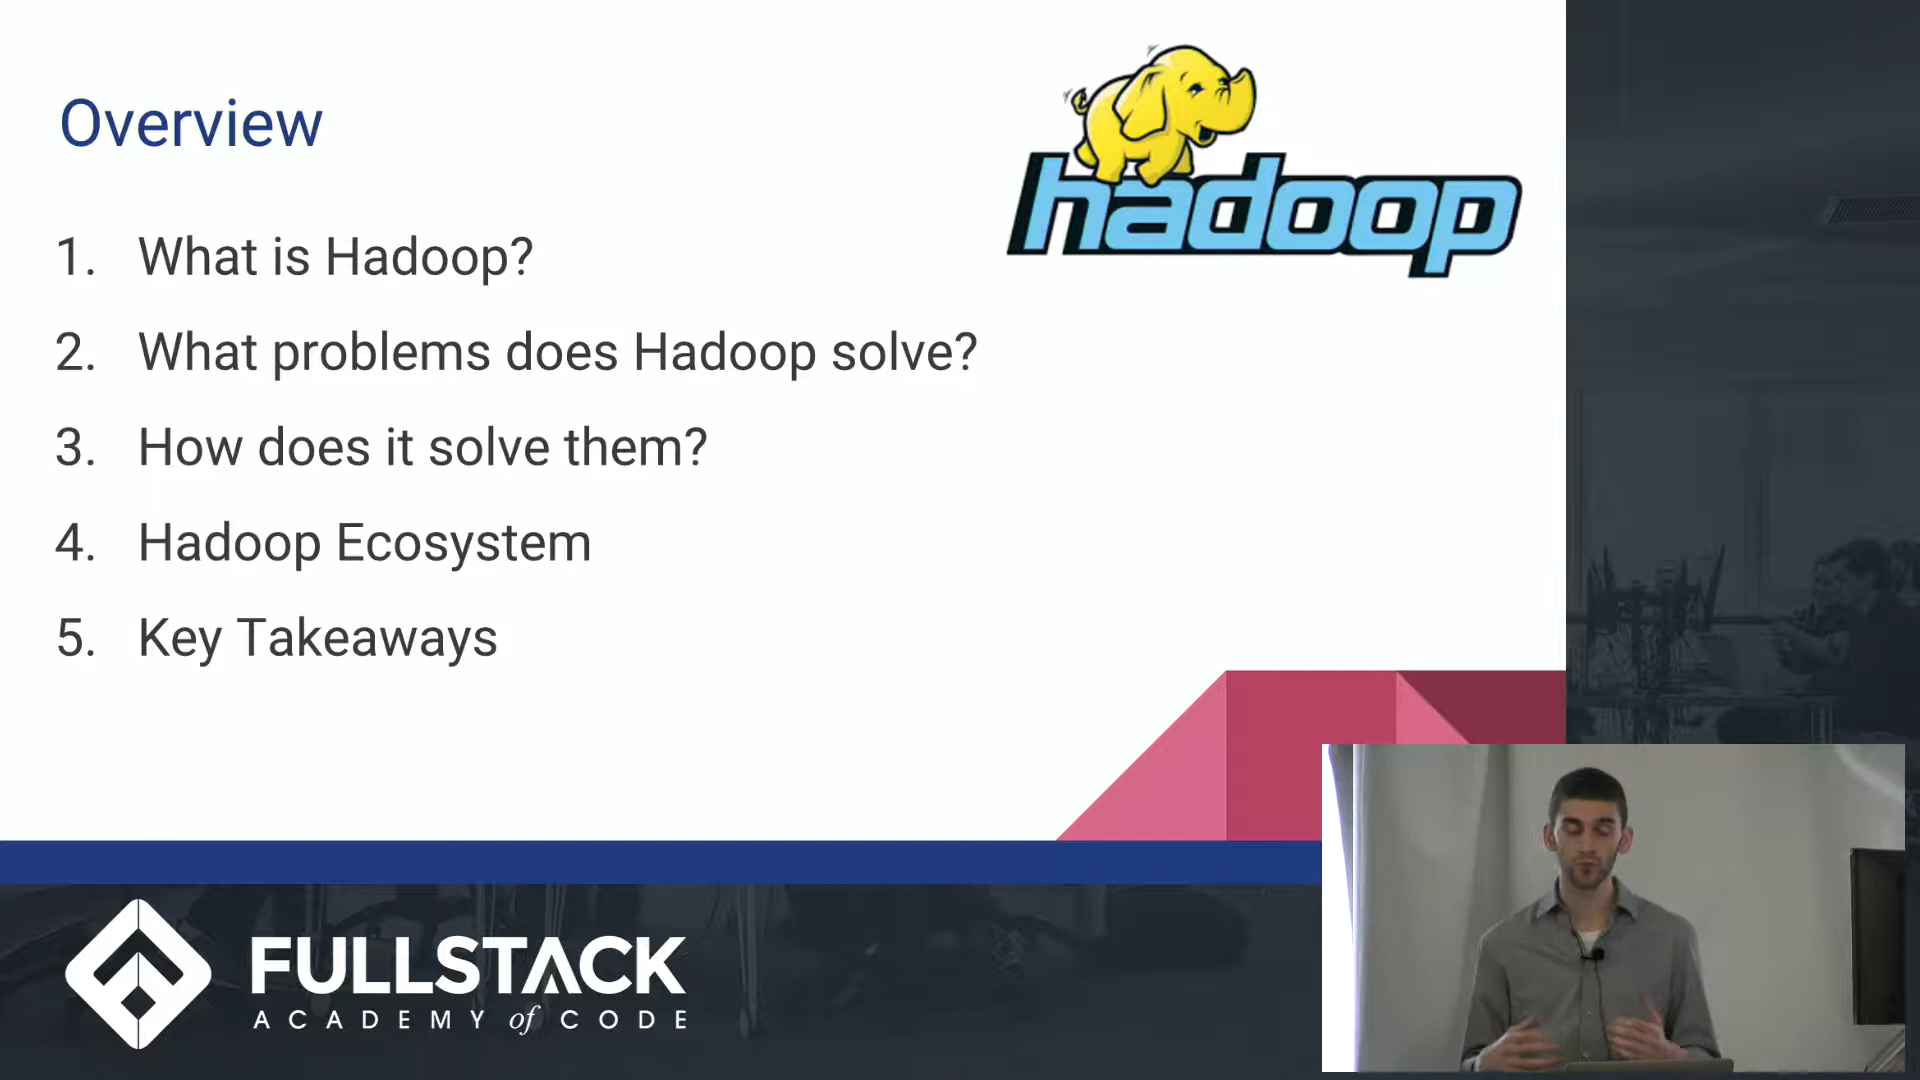 Overview
hadoop
1. What is Hadoop?
2. What problems does Hadoop solve?
3. How does it solve them?
4. Hadoop Ecosystem
5. Key Takeaways
FULLSTACK
ACADEMY of CODE